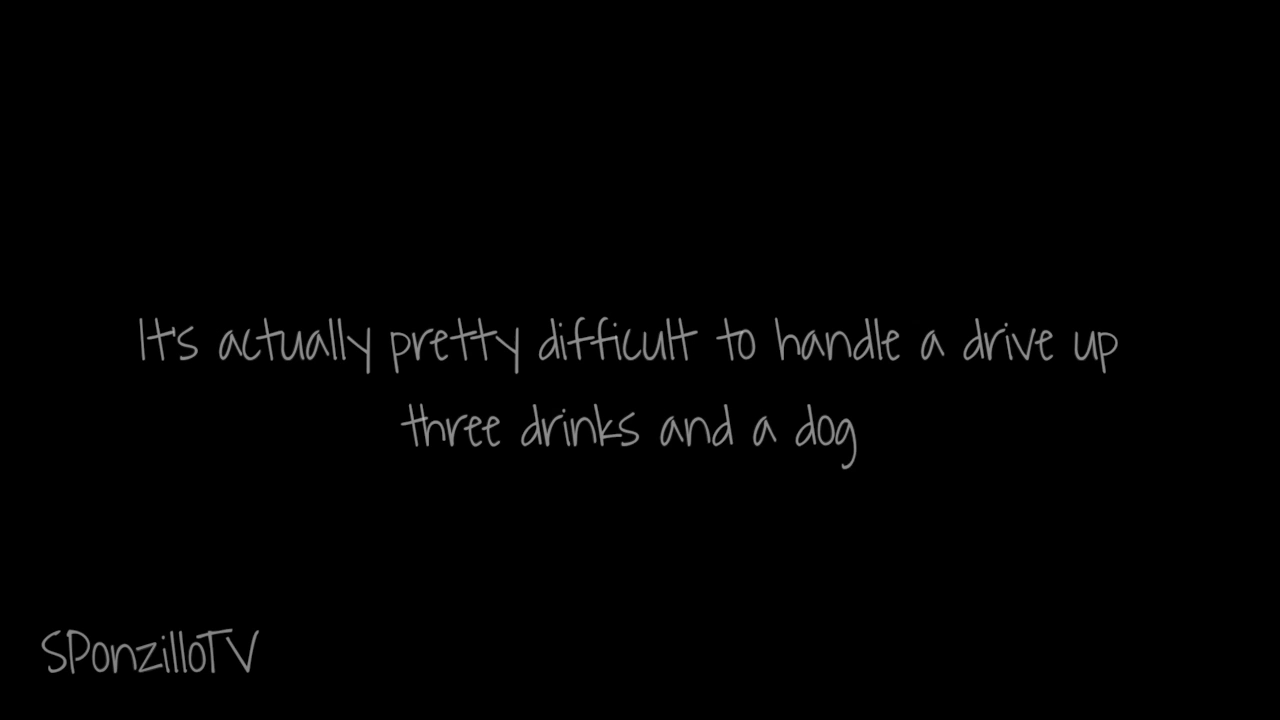 It's actually pretty difficult to handle a drive up
three drinks and a dog
SPonzilloTV